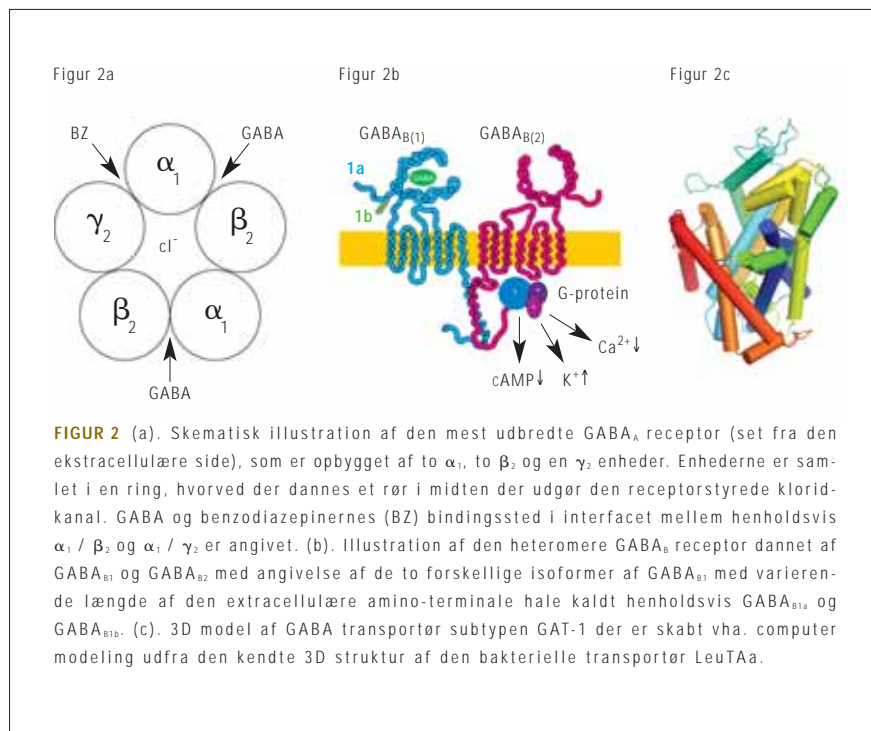 Figur 2a
Figur 2b
Figur 2c
BZ
GABA
α1
γ2
β2
cl-
β2
α1
GABA
GABAB(1)
GABAB(2)
1a
1b
GABA
G-protein
Ca2+↓
cAMP↓
K+↑
FIGUR 2 (a). Skematisk illustration af den mest udbredte GABAA receptor (set fra den
ekstracellulære side), som er opbygget af to α1, to β2 og en γ2 enheder. Enhederne er sam-
let i en ring, hvorved der dannes et rør i midten der udgør den receptorstyrede klorid-
kanal. GABA og benzodiazepinernes (BZ) bindingssted i interfacet mellem henholdsvis
α1 / β2 og α1 / γ2 er angivet. (b). Illustration af den heteromere GABAB receptor dannet af
GABAB1 og GABAB2 med angivelse af de to forskellige isoformer af GABAB1 med varieren-
de længde af den extracellulære amino-terminale hale kaldt henholdsvis GABAB1a og
GABAB1b. (c). 3D model af GABA transportør subtypen GAT-1 der er skabt vha. computer
modeling udfra den kendte 3D struktur af den bakterielle transportør LeuTAa.